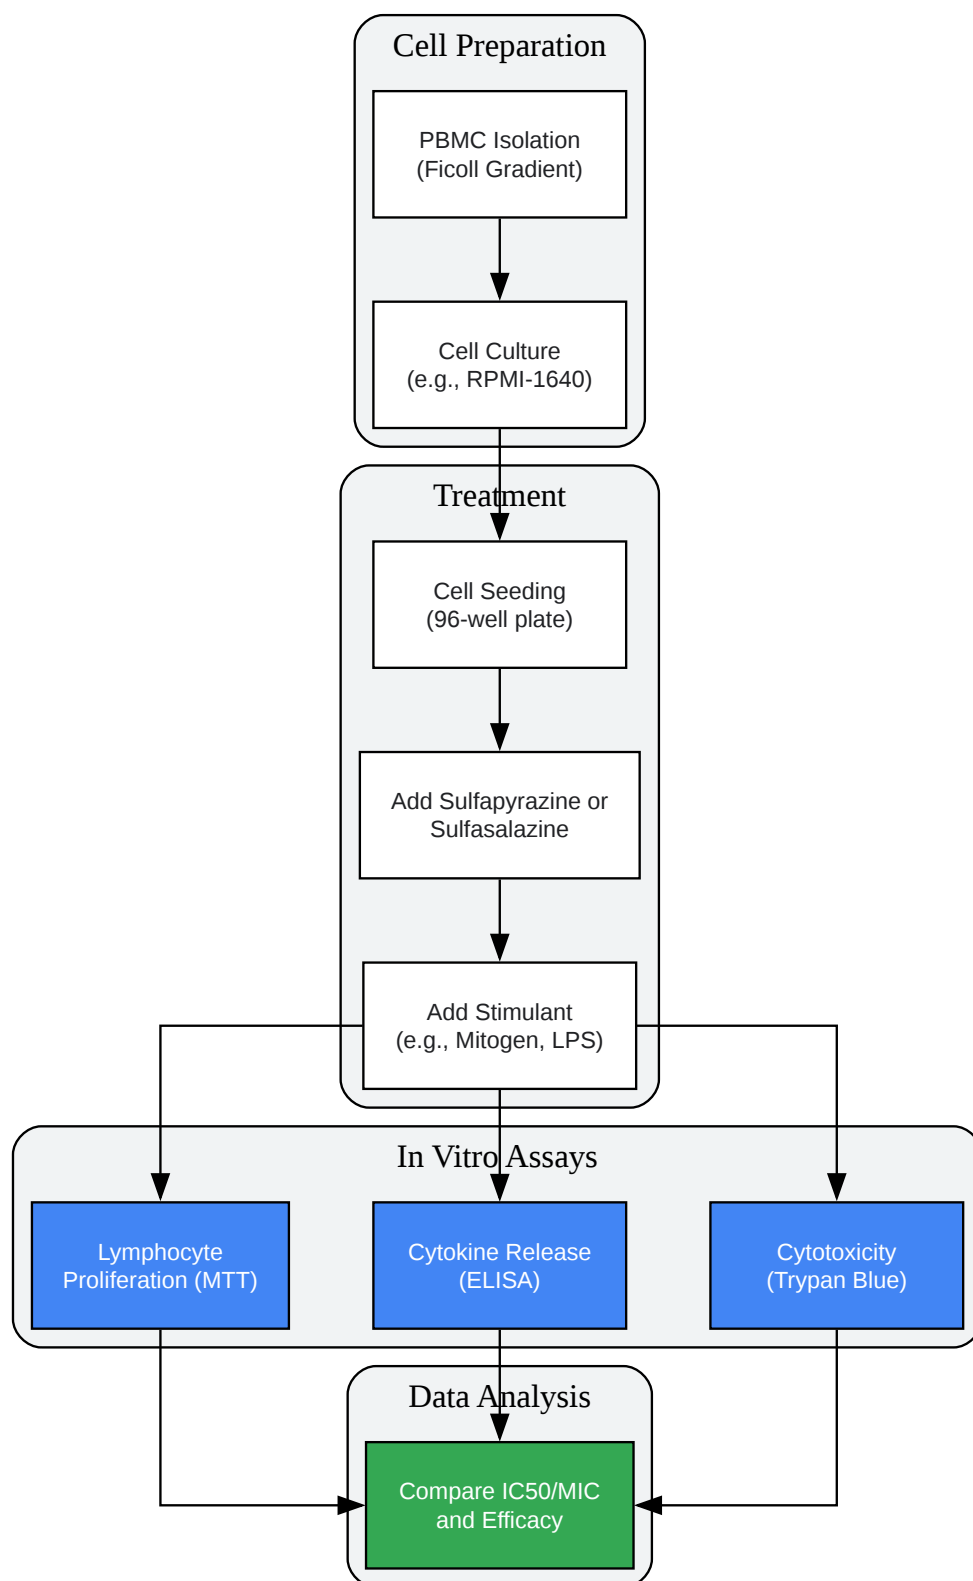 Cell Preparation
PBMC Isolation
(Ficoll Gradient)
Cell Culture
(e.g., RPMI-1640)
Treatment
Cell Seeding
(96-well plate)
Add Sulfapyrazine or
Sulfasalazine
Add Stimulant
(e.g., Mitogen, LPS)
In Vitro Assays
Lymphocyte
Proliferation (MTT)
Cytokine Release
(ELISA)
Cytotoxicity
(Trypan Blue)
Data Analysis
Compare IC50/MIC
and Efficacy